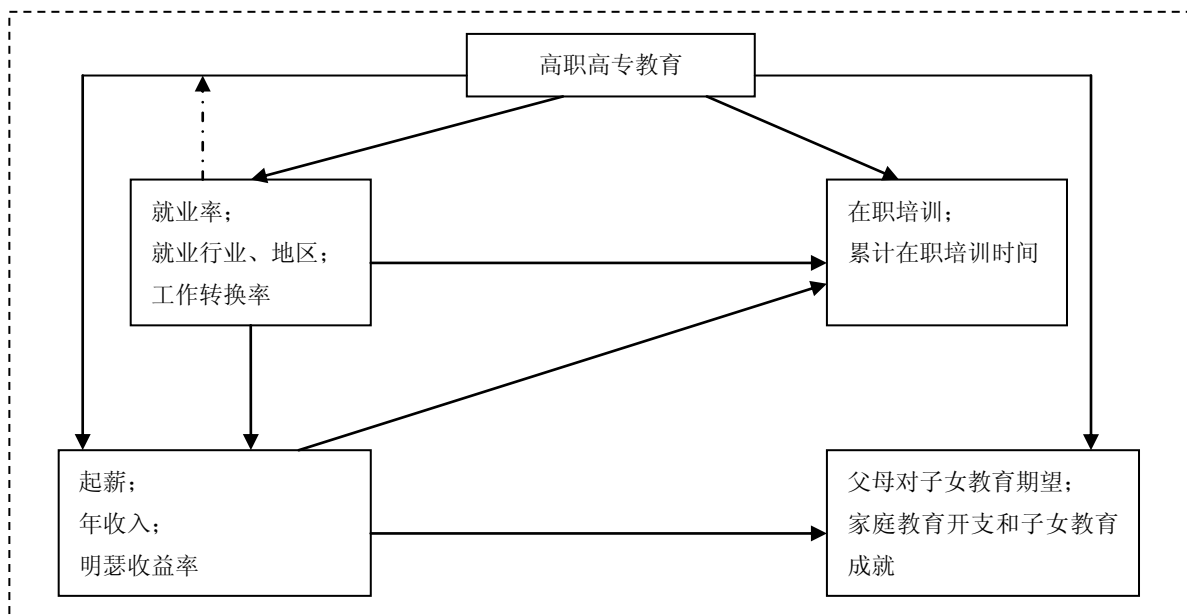 高职高专教育
就业率；
就业行业、地区；
工作转换率
在职培训；
累计在职培训时间
起薪；
年收入；
明瑟收益率
父母对子女教育期望；
家庭教育开支和子女教育
成就